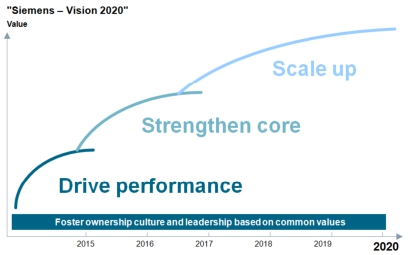 "Siemens – Vision 2020"
Value
Scale up
Strengthen core
Drive performance
Foster ownership culture and leadership based on common values
2015 2016 2017 2018 2019 2020